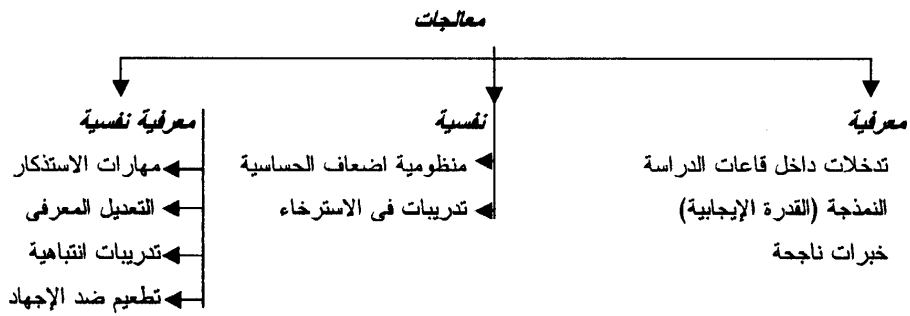 معالجات
معرفية
تدخلات داخل قاعات الدراسة
النمذجة (القدرة الإيجابية)
خبرات ناجحة
نفسية
منظومية اضعاف الحساسية
تدريبات فى الاسترخاء
معرفية نفسية
مهارات الاستذكار
التعديل المعرفى
تدريبات انتباهية
تطعيم ضد الإجهاد